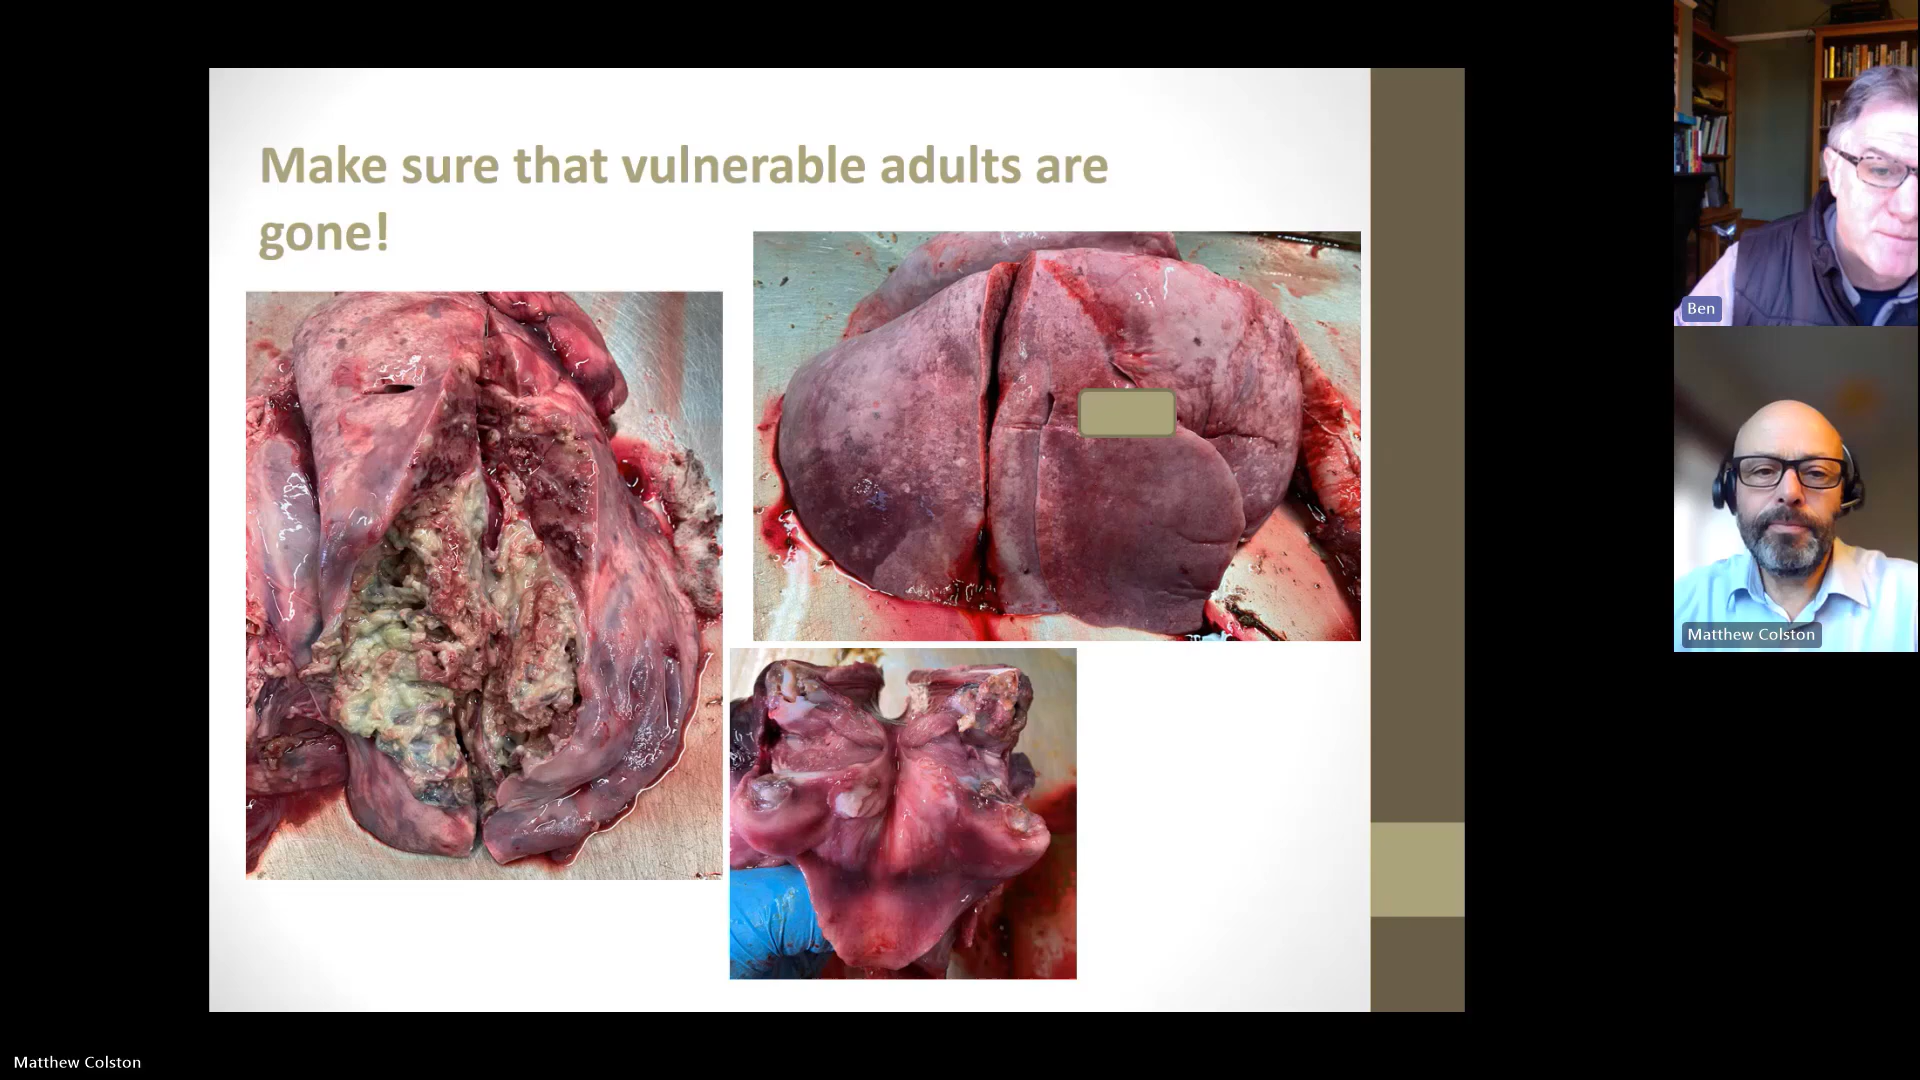 Make sure that vulnerable adults are
gone!
Ben
Matthew Colston
Matthew Colston